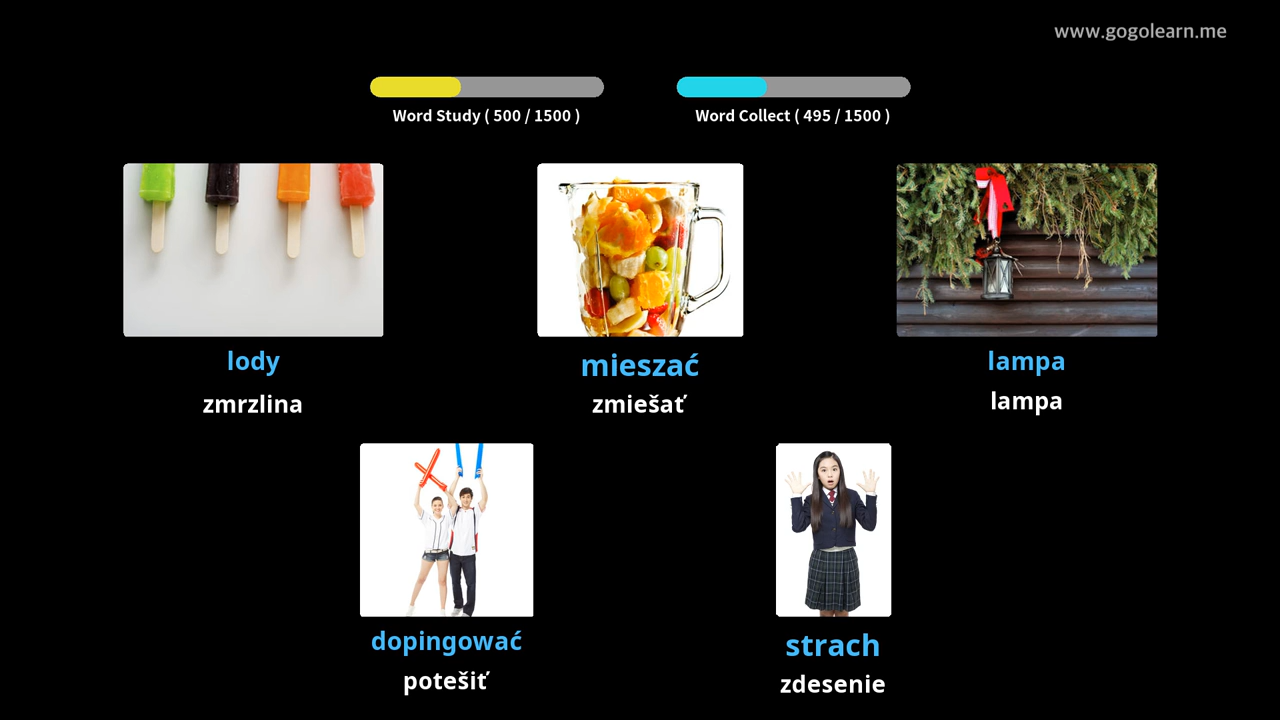 www.gogolearn.me
Word Study ( 500 / 1500 )
Word Collect ( 495 / 1500 )
lody
zmrzlina
mieszać
zmiešať
lampa
lampa
dopingować
potešiť
strach
zdesenie